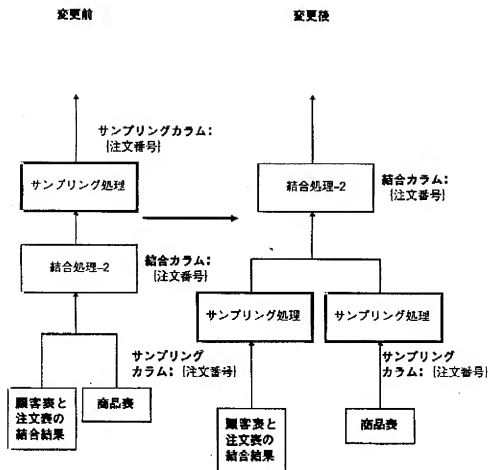 変更前
変更後
サンプリングカラム:
{注文番号}
サンプリング処理
結合処理-2
結合カラム:
{注文番号}
結合処理-2
結合カラム:
{注文番号}
サンプリング処理
サンプリング処理
サンプリング
カラム: {注文番号}
サンプリング
カラム: {注文番号}
顧客表と
注文表の
結合結果
商品表
顧客表と
注文表の
結合結果
商品表